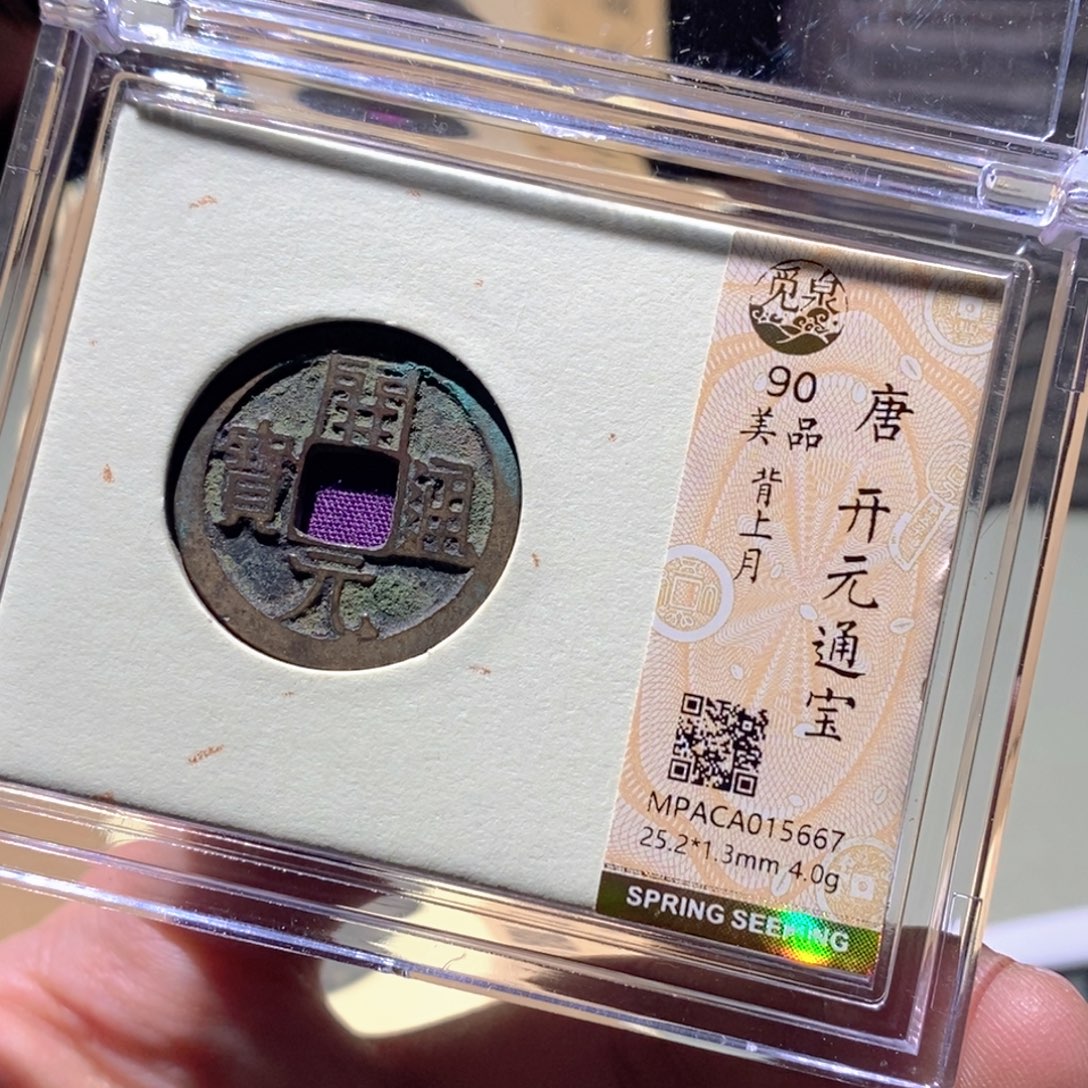 開元通寶
觅泉
90
美品
背上月
唐 开元通宝
MPACA015667
25.2*1.3mm 4.0g
SPRING SEEKING